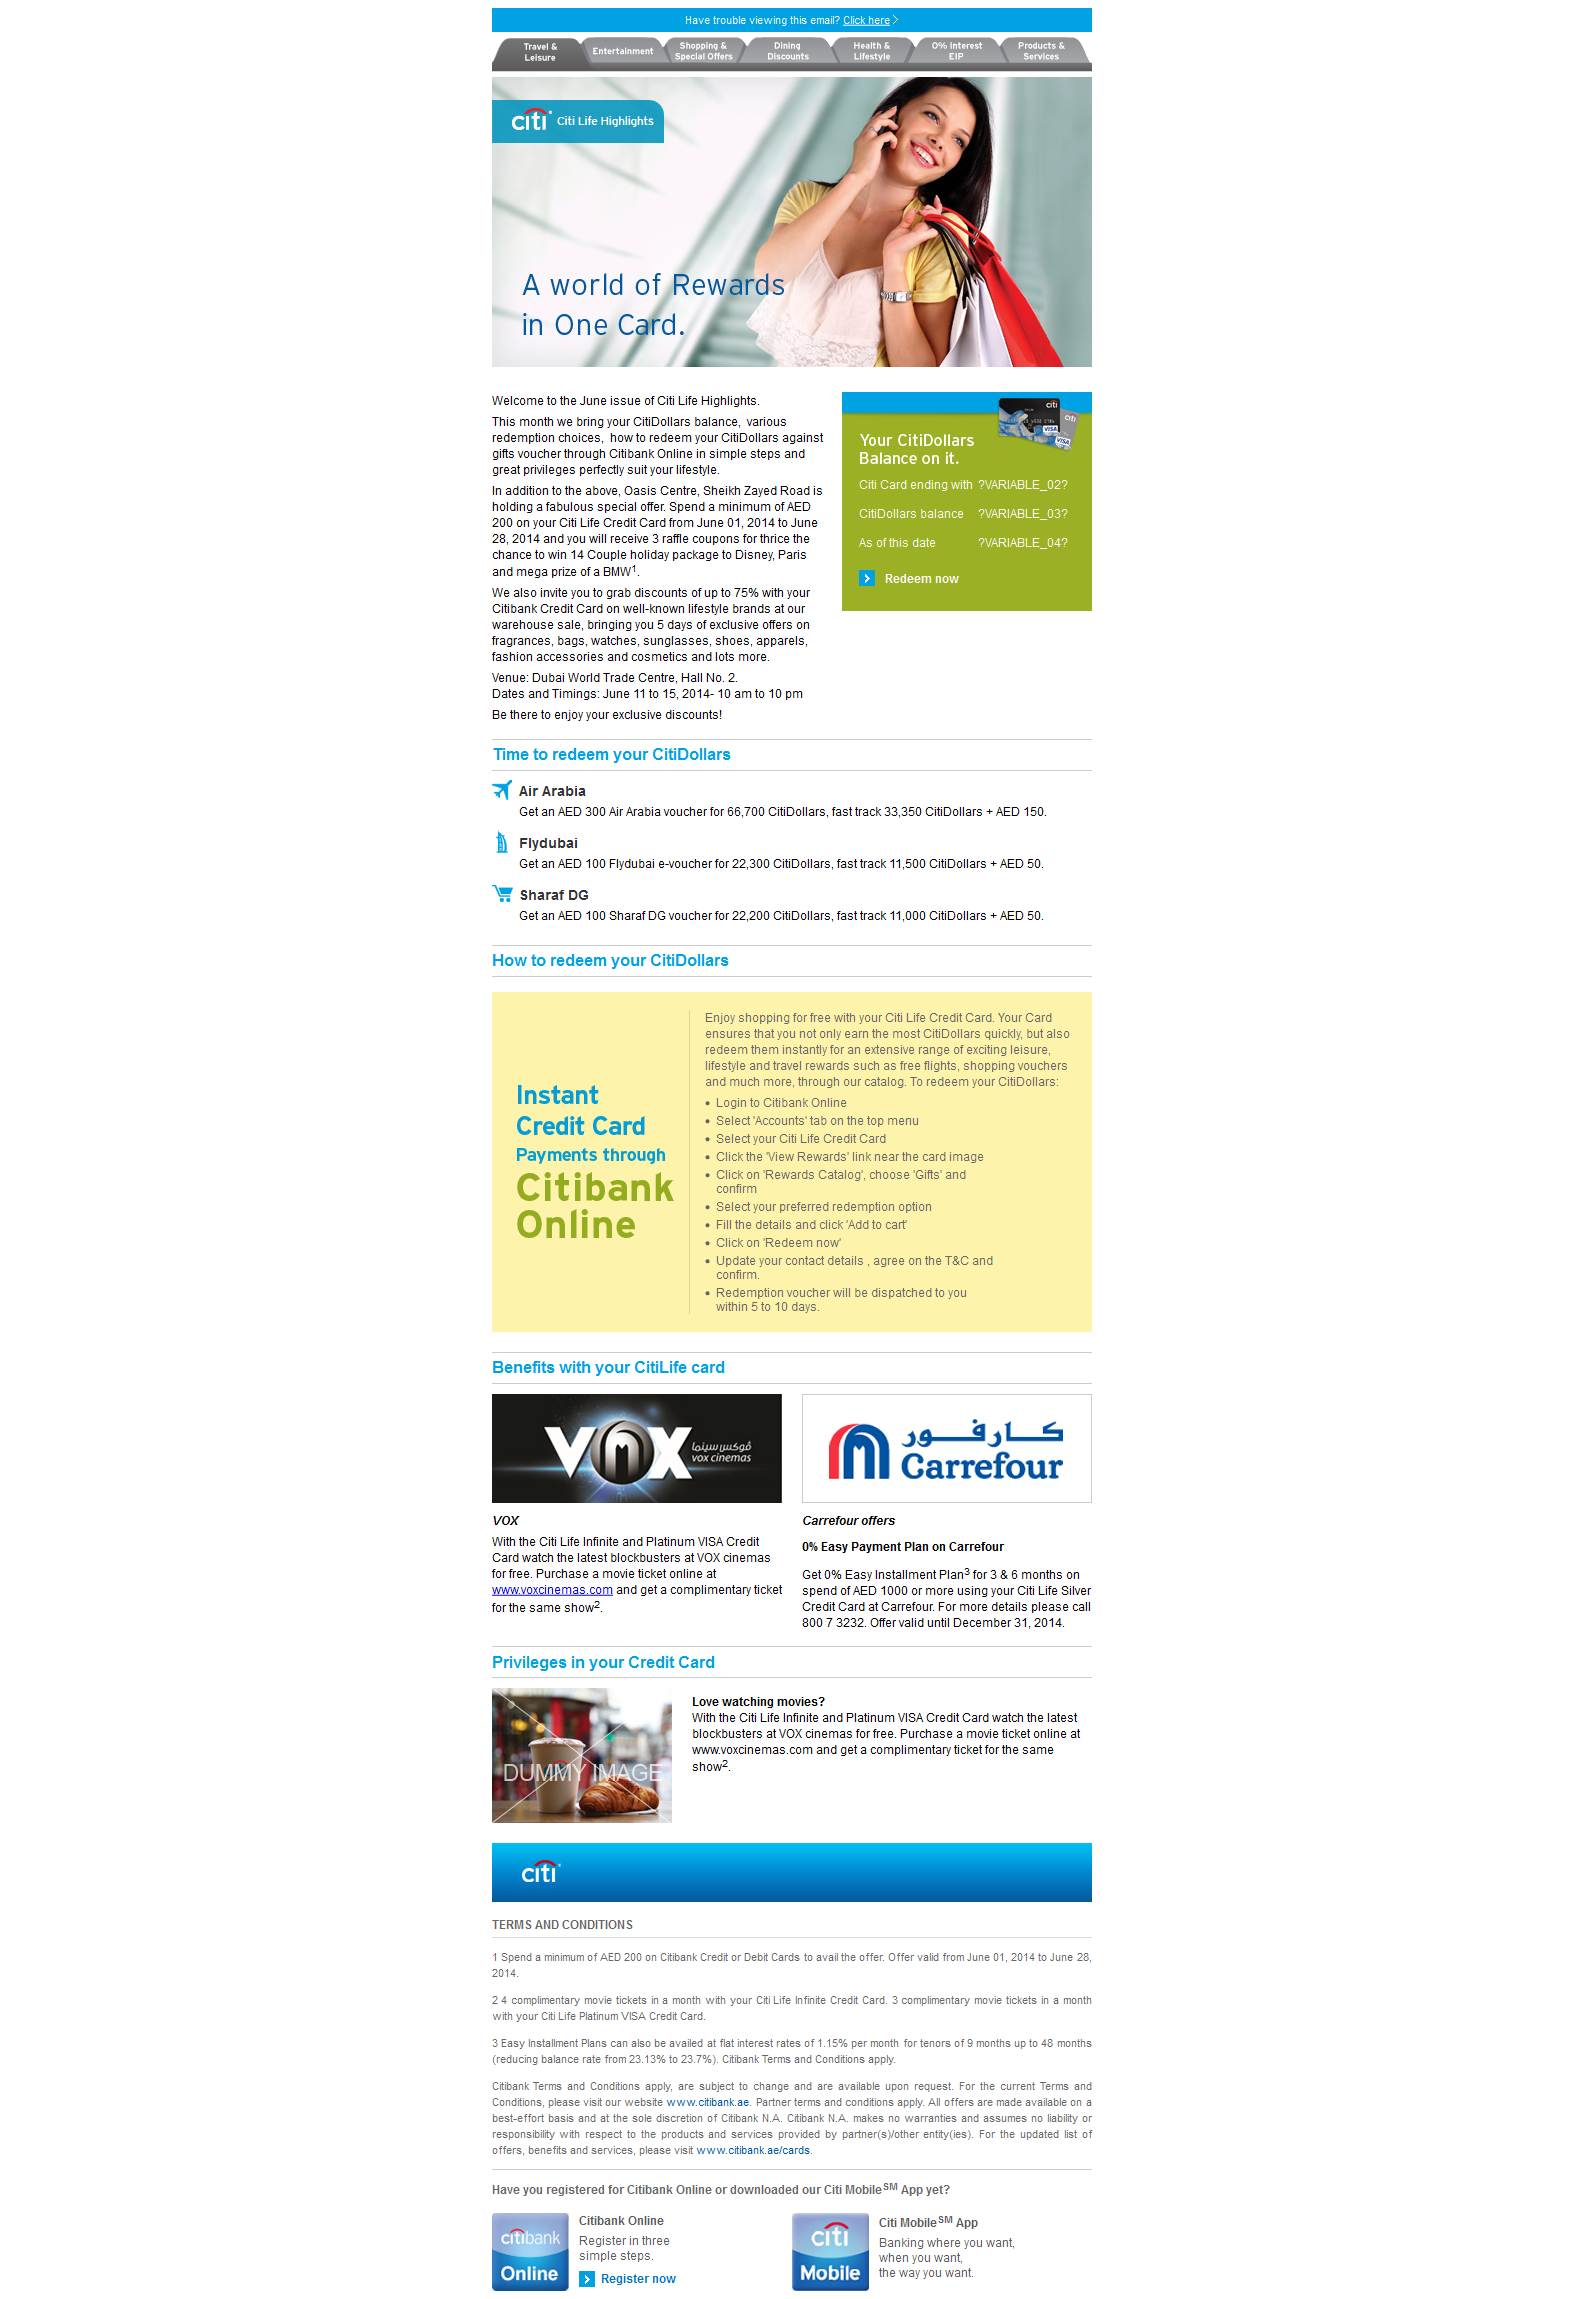 Have trouble viewing this email? Click here
Travel &
Leisure
Entertainment
Shopping &
Special Offers
Dining
Discounts
Health &
Lifestyle
0% Interest
EIP
Products &
Services
citi Citi Life Highlights
A world of Rewards
in One Card.
Welcome to the June issue of Citi Life Highlights.
This month we bring your CitiDollars balance, various
redemption choices, how to redeem your CitiDollars against
gifts voucher through Citibank Online in simple steps and
great privileges perfectly suit your lifestyle.
In addition to the above, Oasis Centre, Sheikh Zayed Road is
holding a fabulous special offer. Spend a minimum of AED
200 on your Citi Life Credit Card from June 01, 2014 to June
28, 2014 and you will receive 3 raffle coupons for thrice the
chance to win 14 Couple holiday package to Disney, Paris
and mega prize of a BMW1.
We also invite you to grab discounts of up to 75% with your
Citibank Credit Card on well-known lifestyle brands at our
warehouse sale, bringing you 5 days of exclusive offers on
fragrances, bags, watches, sunglasses, shoes, apparels,
fashion accessories and cosmetics and lots more.
Venue: Dubai World Trade Centre, Hall No. 2.
Dates and Timings: June 11 to 15, 2014- 10 am to 10 pm
Be there to enjoy your exclusive discounts!
citi
VISA
citi
VISA
Your CitiDollars
Balance on it.
Citi Card ending with ?VARIABLE_02?
CitiDollars balance ?VARIABLE_03?
As of this date ?VARIABLE_04?
Redeem now
Time to redeem your CitiDollars
Air Arabia
Get an AED 300 Air Arabia voucher for 66,700 CitiDollars, fast track 33,350 CitiDollars + AED 150.
Flydubai
Get an AED 100 Flydubai e-voucher for 22,300 CitiDollars, fast track 11,500 CitiDollars + AED 50.
Sharaf DG
Get an AED 100 Sharaf DG voucher for 22,200 CitiDollars, fast track 11,000 CitiDollars + AED 50.
How to redeem your CitiDollars
Instant
Credit Card
Payments through
Citibank
Online
Enjoy shopping for free with your Citi Life Credit Card. Your Card
ensures that you not only earn the most CitiDollars quickly, but also
redeem them instantly for an extensive range of exciting leisure,
lifestyle and travel rewards such as free flights, shopping vouchers
and much more, through our catalog. To redeem your CitiDollars:
• Login to Citibank Online
• Select 'Accounts' tab on the top menu
• Select your Citi Life Credit Card
• Click the 'View Rewards' link near the card image
• Click on 'Rewards Catalog', choose 'Gifts' and
confirm
• Select your preferred redemption option
• Fill the details and click 'Add to cart'
• Click on 'Redeem now'
• Update your contact details , agree on the T&C and
confirm.
• Redemption voucher will be dispatched to you
within 5 to 10 days.
Benefits with your CitiLife card
VOX
ڤوكس سينما
vox cinemas
VOX
With the Citi Life Infinite and Platinum VISA Credit
Card watch the latest blockbusters at VOX cinemas
for free. Purchase a movie ticket online at
www.voxcinemas.com and get a complimentary ticket
for the same show2.
كارفور
Carrefour
Carrefour offers
0% Easy Payment Plan on Carrefour
Get 0% Easy Installment Plan3 for 3 & 6 months on
spend of AED 1000 or more using your Citi Life Silver
Credit Card at Carrefour. For more details please call
800 7 3232. Offer valid until December 31, 2014.
Privileges in your Credit Card
DUMMY IMAGE
Love watching movies?
With the Citi Life Infinite and Platinum VISA Credit Card watch the latest
blockbusters at VOX cinemas for free. Purchase a movie ticket online at
www.voxcinemas.com and get a complimentary ticket for the same
show2.
citi
TERMS AND CONDITIONS
1 Spend a minimum of AED 200 on Citibank Credit or Debit Cards to avail the offer. Offer valid from June 01, 2014 to June 28,
2014.
2 4 complimentary movie tickets in a month with your Citi Life Infinite Credit Card. 3 complimentary movie tickets in a month
with your Citi Life Platinum VISA Credit Card.
3 Easy Installment Plans can also be availed at flat interest rates of 1.15% per month for tenors of 9 months up to 48 months
(reducing balance rate from 23.13% to 23.7%). Citibank Terms and Conditions apply.
Citibank Terms and Conditions apply, are subject to change and are available upon request. For the current Terms and
Conditions, please visit our website www.citibank.ae. Partner terms and conditions apply. All offers are made available on a
best-effort basis and at the sole discretion of Citibank N.A. Citibank N.A. makes no warranties and assumes no liability or
responsibility with respect to the products and services provided by partner(s)/other entity(ies). For the updated list of
offers, benefits and services, please visit www.citibank.ae/cards.
Have you registered for Citibank Online or downloaded our Citi MobileSM App yet?
citibank
Online
Citibank Online
Register in three
simple steps.
Register now
citi
Mobile
Citi MobileSM App
Banking where you want,
when you want,
the way you want.